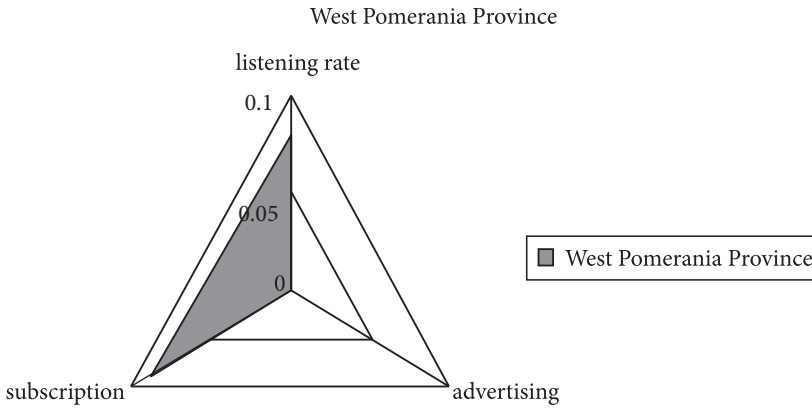 West Pomerania Province
listening rate
0.1
0.05
0
West Pomerania Province
subscription
advertising